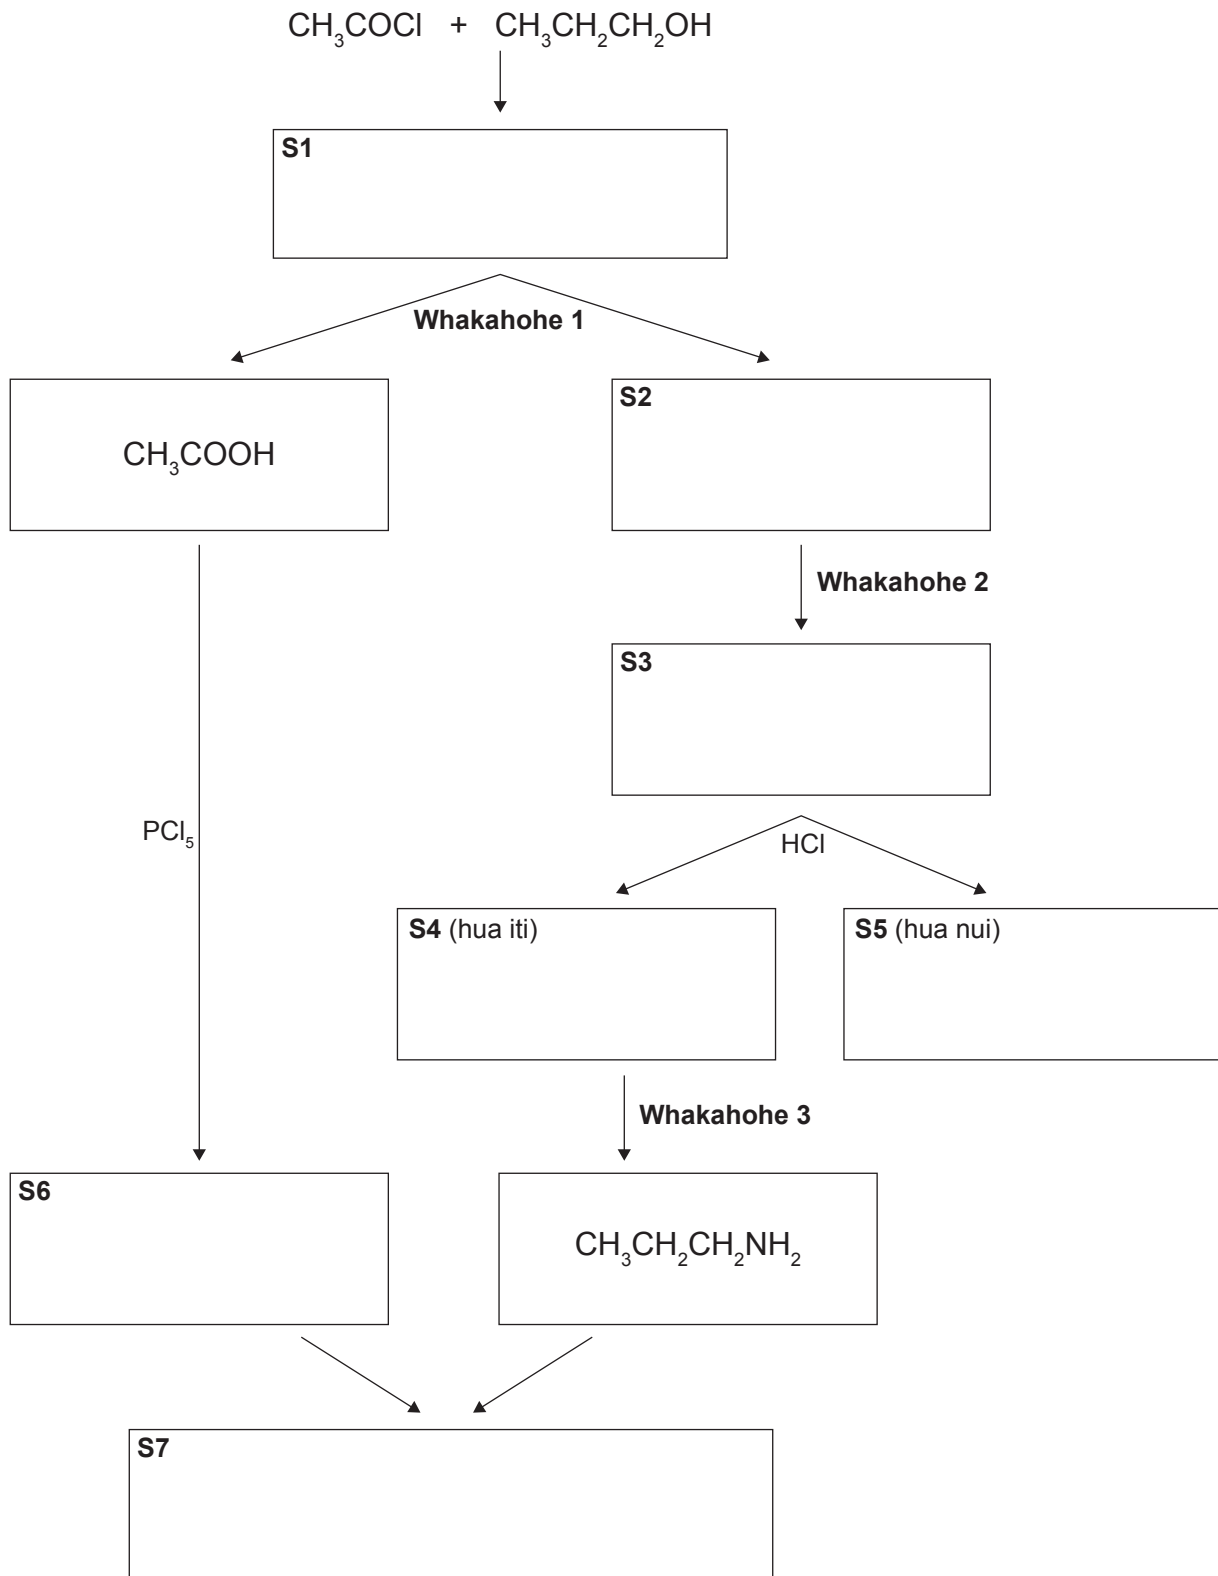 CH₃COCl + CH₃CH₂CH₂OH
S1
Whakahohe 1
CH₃COOH
S2
Whakahohe 2
S3
PCl₅
HCl
S4 (hua iti)
S5 (hua nui)
Whakahohe 3
S6
CH₃CH₂CH₂NH₂
S7